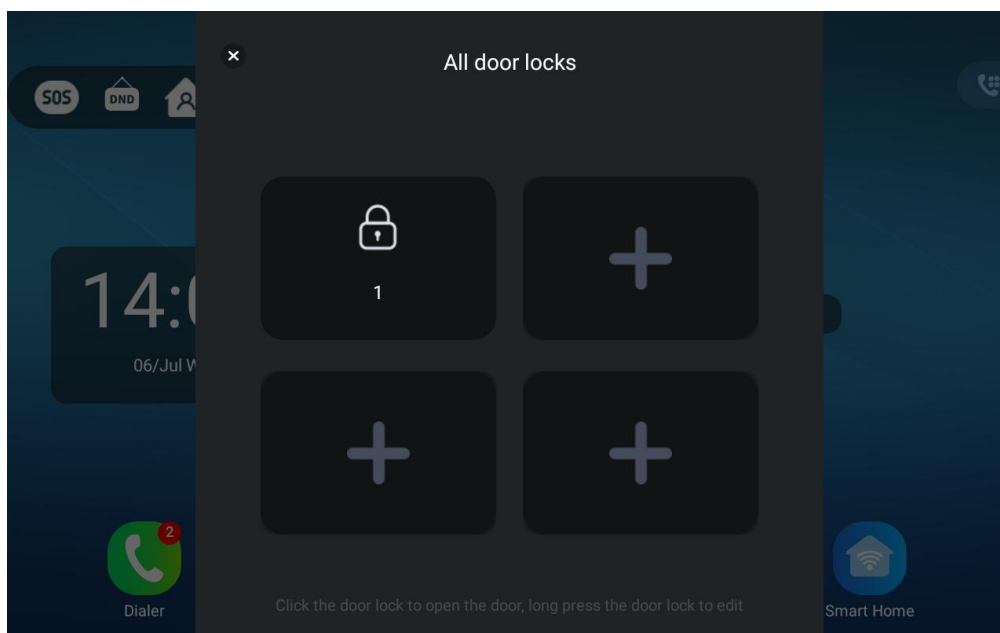 All door locks
SOS
DND
1
14:0
06/Jul W
2
Dialer
Click the door lock to open the door, long press the door lock to edit
Smart Home